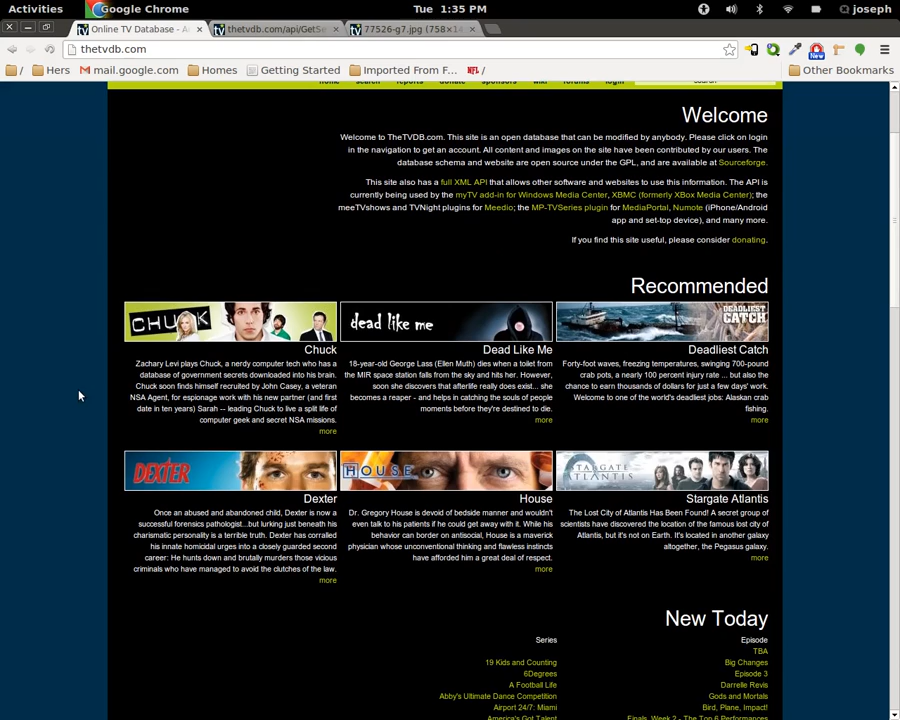 Activities
Google Chrome
Tue 1:35 PM
joseph
Online TV Database - A
thetvdb.com/api/GetSe
77526-g7.jpg (758×1
thetvdb.com
/
Hers
mail.google.com
Homes
Getting Started
Imported From F...
/
Other Bookmarks
New
home search reports donate sponsors wiki forums login
search
Welcome
Welcome to TheTVDB.com. This site is an open database that can be modified by anybody. Please click on login
in the navigation to get an account. All content and images on the site have been contributed by our users. The
database schema and website are open source under the GPL, and are available at Sourceforge.
This site also has a full XML API that allows other software and websites to use this information. The API is
currently being used by the myTV add-in for Windows Media Center, XBMC (formerly XBox Media Center); the
meeTVshows and TVNight plugins for Meedio; the MP-TVSeries plugin for MediaPortal, Numote (iPhone/Android
app and set-top device), and many more.
If you find this site useful, please consider donating.
Recommended
CHUCK
Chuck
Zachary Levi plays Chuck, a nerdy computer tech who has a
database of government secrets downloaded into his brain.
Chuck soon finds himself recruited by John Casey, a veteran
NSA Agent, for espionage work with his new partner (and first
date in ten years) Sarah -- leading Chuck to live a split life of
computer geek and secret NSA missions.
more
dead like me
Dead Like Me
18-year-old George Lass (Ellen Muth) dies when a toilet from
the MIR space station falls from the sky and hits her. However,
soon she discovers that afterlife really does exist... she
becomes a reaper - and helps in catching the souls of people
moments before they're destined to die.
more
DEADLIEST
CATCH
Deadliest Catch
Forty-foot waves, freezing temperatures, swinging 700-pound
crab pots, a nearly 100 percent injury rate ... but also the
chance to earn thousands of dollars for just a few days' work.
Welcome to one of the world's deadliest jobs: Alaskan crab
fishing.
more
DEXTER
Dexter
Once an abused and abandoned child, Dexter is now a
successful forensics pathologist...but lurking just beneath his
charismatic personality is a terrible truth. Dexter has corralled
his innate homicidal urges into a closely guarded second
career: He hunts down and brutally murders those vicious
criminals who have managed to avoid the clutches of the law.
more
HOUSE
House
Dr. Gregory House is devoid of bedside manner and wouldn't
even talk to his patients if he could get away with it. While his
behavior can border on antisocial, House is a maverick
physician whose unconventional thinking and flawless instincts
have afforded him a great deal of respect.
more
STARGATE
ATLANTIS
Stargate Atlantis
The Lost City of Atlantis Has Been Found! A secret group of
scientists have discovered the location of the famous lost city of
Atlantis, but it's not on Earth. It's located in another galaxy
altogether, the Pegasus galaxy.
more
New Today
Series Episode
TBA
19 Kids and Counting Big Changes
6Degrees Episode 3
A Football Life Darrelle Revis
Abby's Ultimate Dance Competition Gods and Mortals
Airport 24/7: Miami Bird, Plane, Impact!
America's Got Talent Finals, Week 2 - The Top 6 Performances